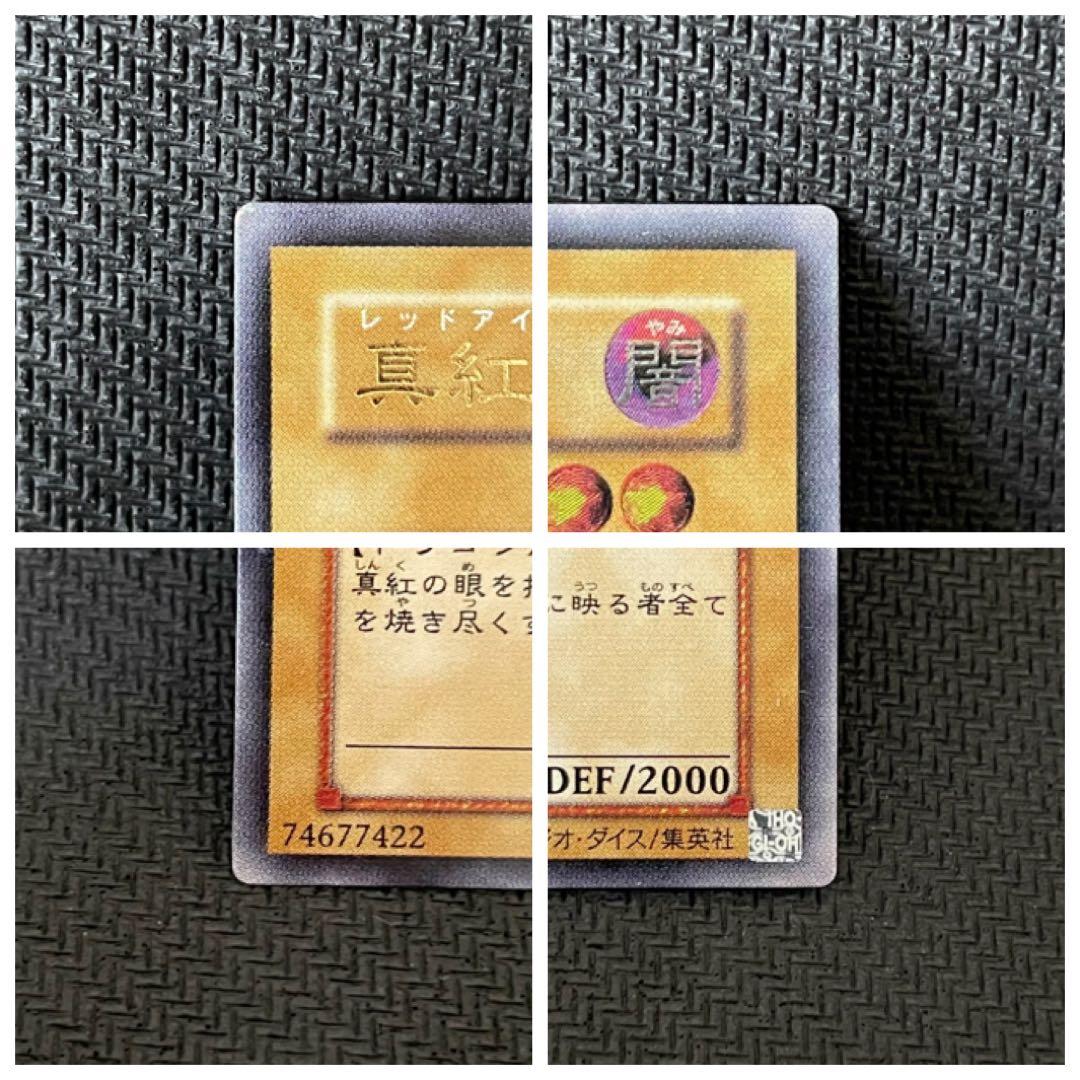 レッドアイ
真紅
やみ
闇
しんく め
真紅の眼を
うつ ものすべ
に映る者全て
や つ
を焼き尽くす
DEF/2000
74677422
オ・ダイス/集英社